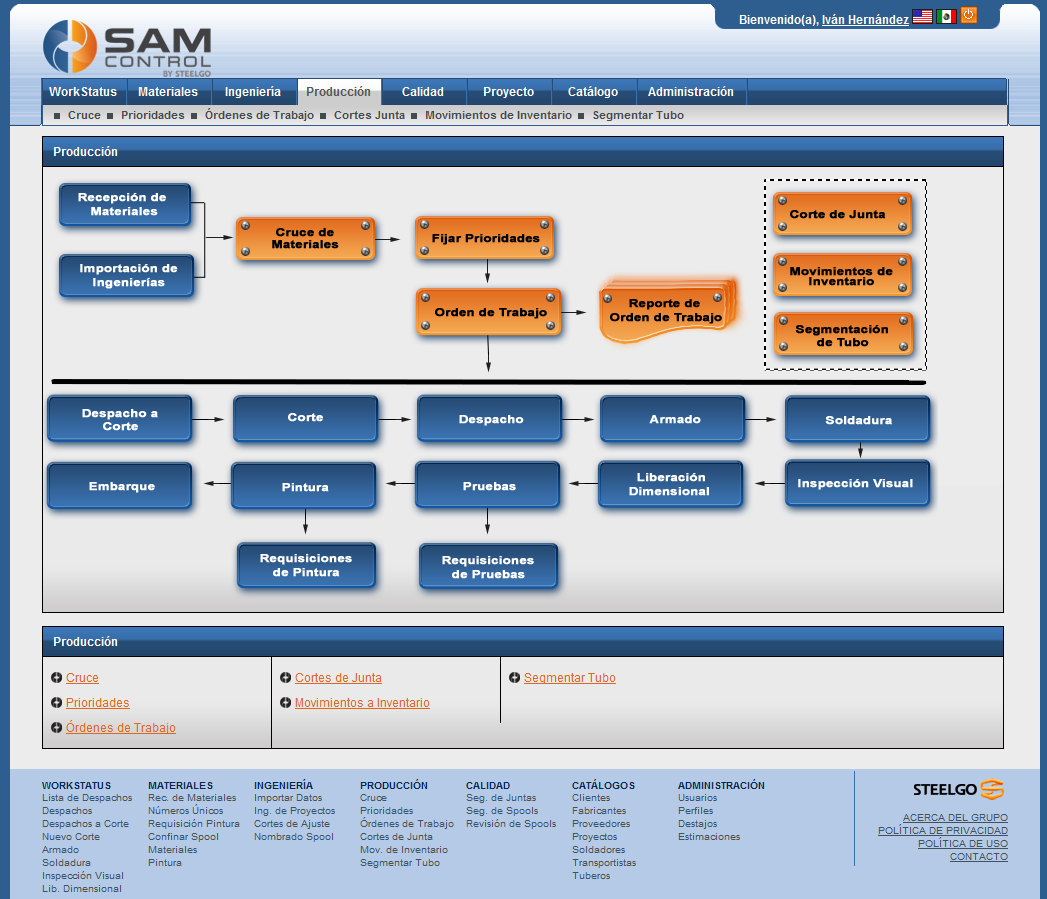 Bienvenido(a), Iván Hernández
SAM
CONTROL
BY STEELGO
WorkStatus Materiales Ingeniería Producción Calidad Proyecto Catálogo Administración
Cruce Prioridades Órdenes de Trabajo Cortes Junta Movimientos de Inventario Segmentar Tubo
Producción
Recepción de
Materiales
Importación de
Ingenierías
Cruce de
Materiales
Fijar Prioridades
Orden de Trabajo
Reporte de
Orden de Trabajo
Corte de Junta
Movimientos de
Inventario
Segmentación
de Tubo
Despacho a
Corte
Corte
Despacho
Armado
Soldadura
Embarque
Pintura
Pruebas
Liberación
Dimensional
Inspección Visual
Requisiciones
de Pintura
Requisiciones
de Pruebas
Producción
Cruce
Prioridades
Órdenes de Trabajo
Cortes de Junta
Movimientos a Inventario
Segmentar Tubo
WORKSTATUS
Lista de Despachos
Despachos
Despachos a Corte
Nuevo Corte
Armado
Soldadura
Inspección Visual
Lib. Dimensional
MATERIALES
Rec. de Materiales
Números Únicos
Requisición Pintura
Confinar Spool
Materiales
Pintura
INGENIERÍA
Importar Datos
Ing. de Proyectos
Cortes de Ajuste
Nombrado Spool
PRODUCCIÓN
Cruce
Prioridades
Órdenes de Trabajo
Cortes de Junta
Mov. de Inventario
Segmentar Tubo
CALIDAD
Seg. de Juntas
Seg. de Spools
Revisión de Spools
CATÁLOGOS
Clientes
Fabricantes
Proveedores
Proyectos
Soldadores
Transportistas
Tuberos
ADMINISTRACIÓN
Usuarios
Perfiles
Destajos
Estimaciones
STEELGO
ACERCA DEL GRUPO
POLÍTICA DE PRIVACIDAD
POLÍTICA DE USO
CONTACTO